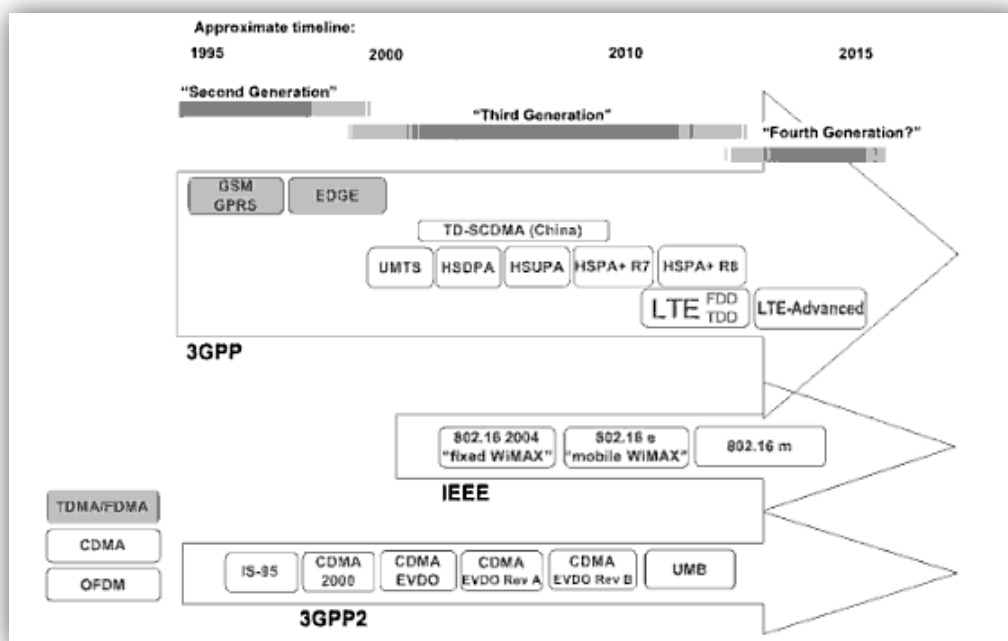 Approximate timeline:
1995 2000 2010 2015
"Second Generation"
"Third Generation"
"Fourth Generation?"
GSM
GPRS
EDGE
TD-SCDMA (China)
UMTS HSDPA HSUPA HSPA+ R7 HSPA+ R8
LTE FDD
TDD
LTE-Advanced
3GPP
802.16 2004
"fixed WiMAX"
802.16 e
"mobile WiMAX"
802.16 m
IEEE
TDMA/FDMA
CDMA
OFDM
IS-95
CDMA
2000
CDMA
EVDO
CDMA
EVDO Rev A
CDMA
EVDO Rev B
UMB
3GPP2